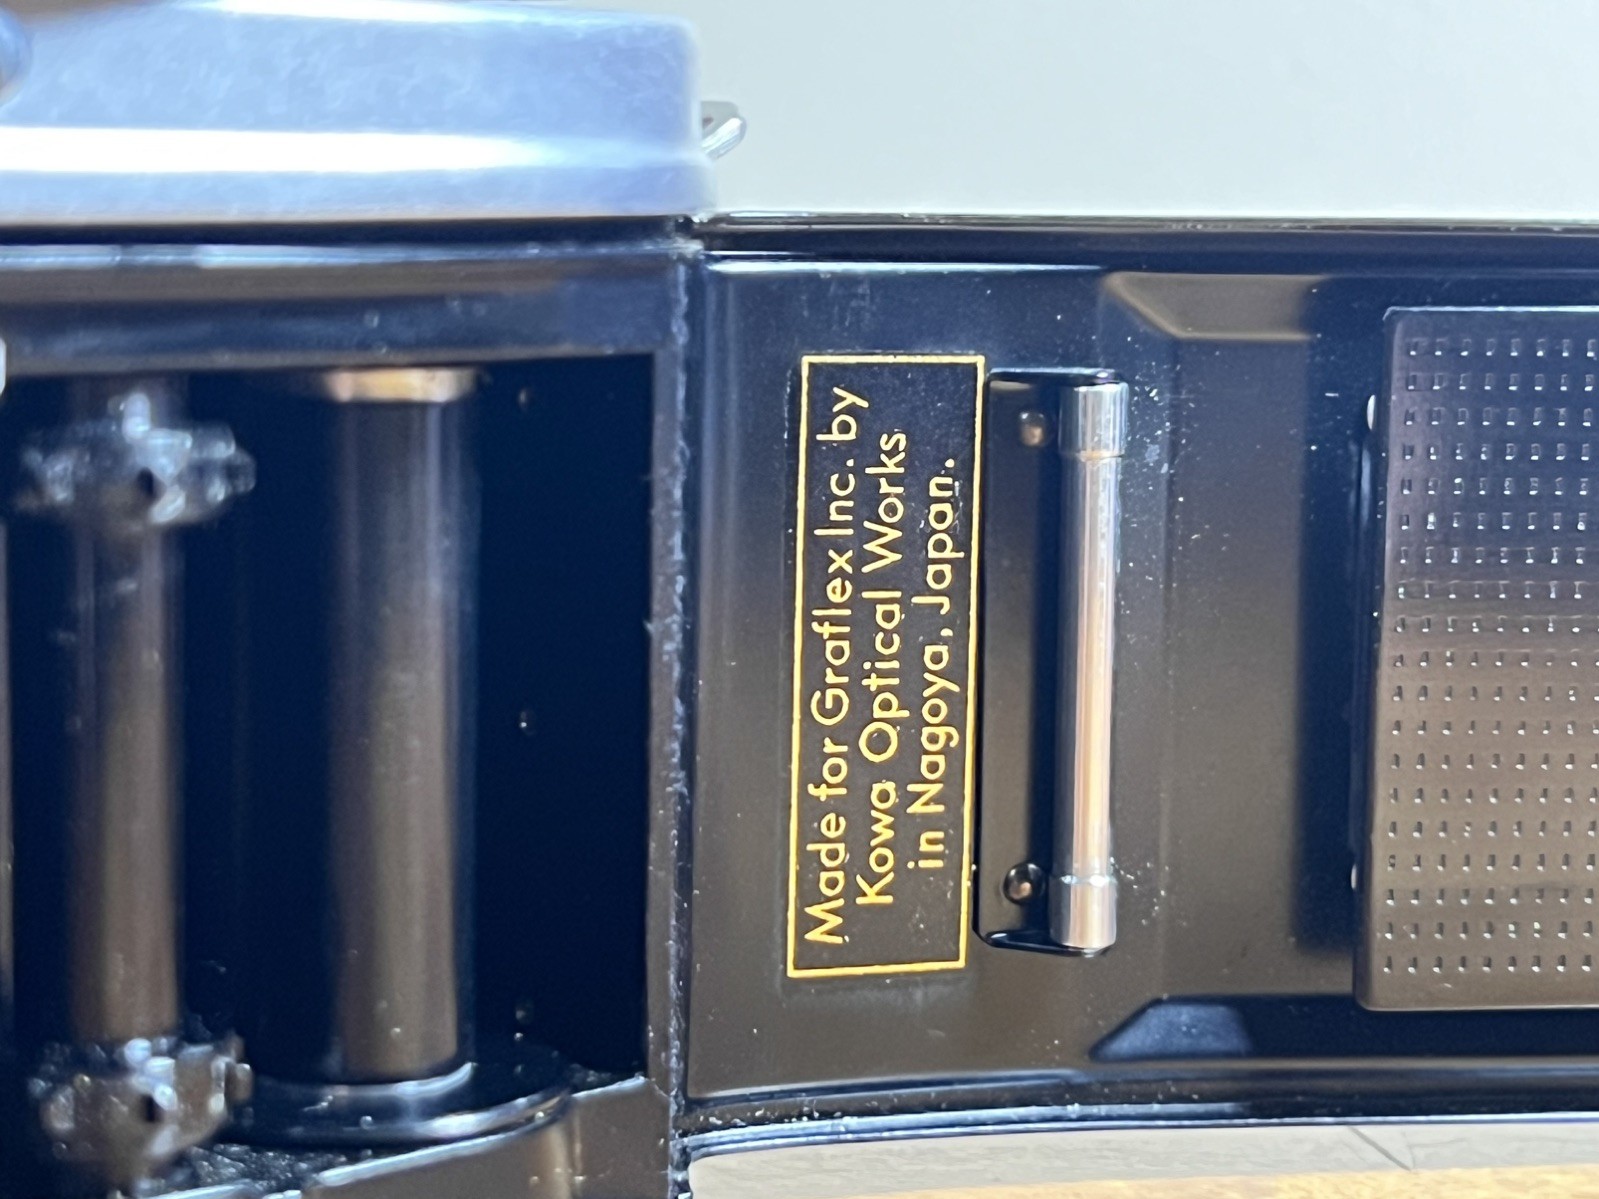 Made for Graflex Inc. by
Kowa Optical Works
in Nagoya, Japan.